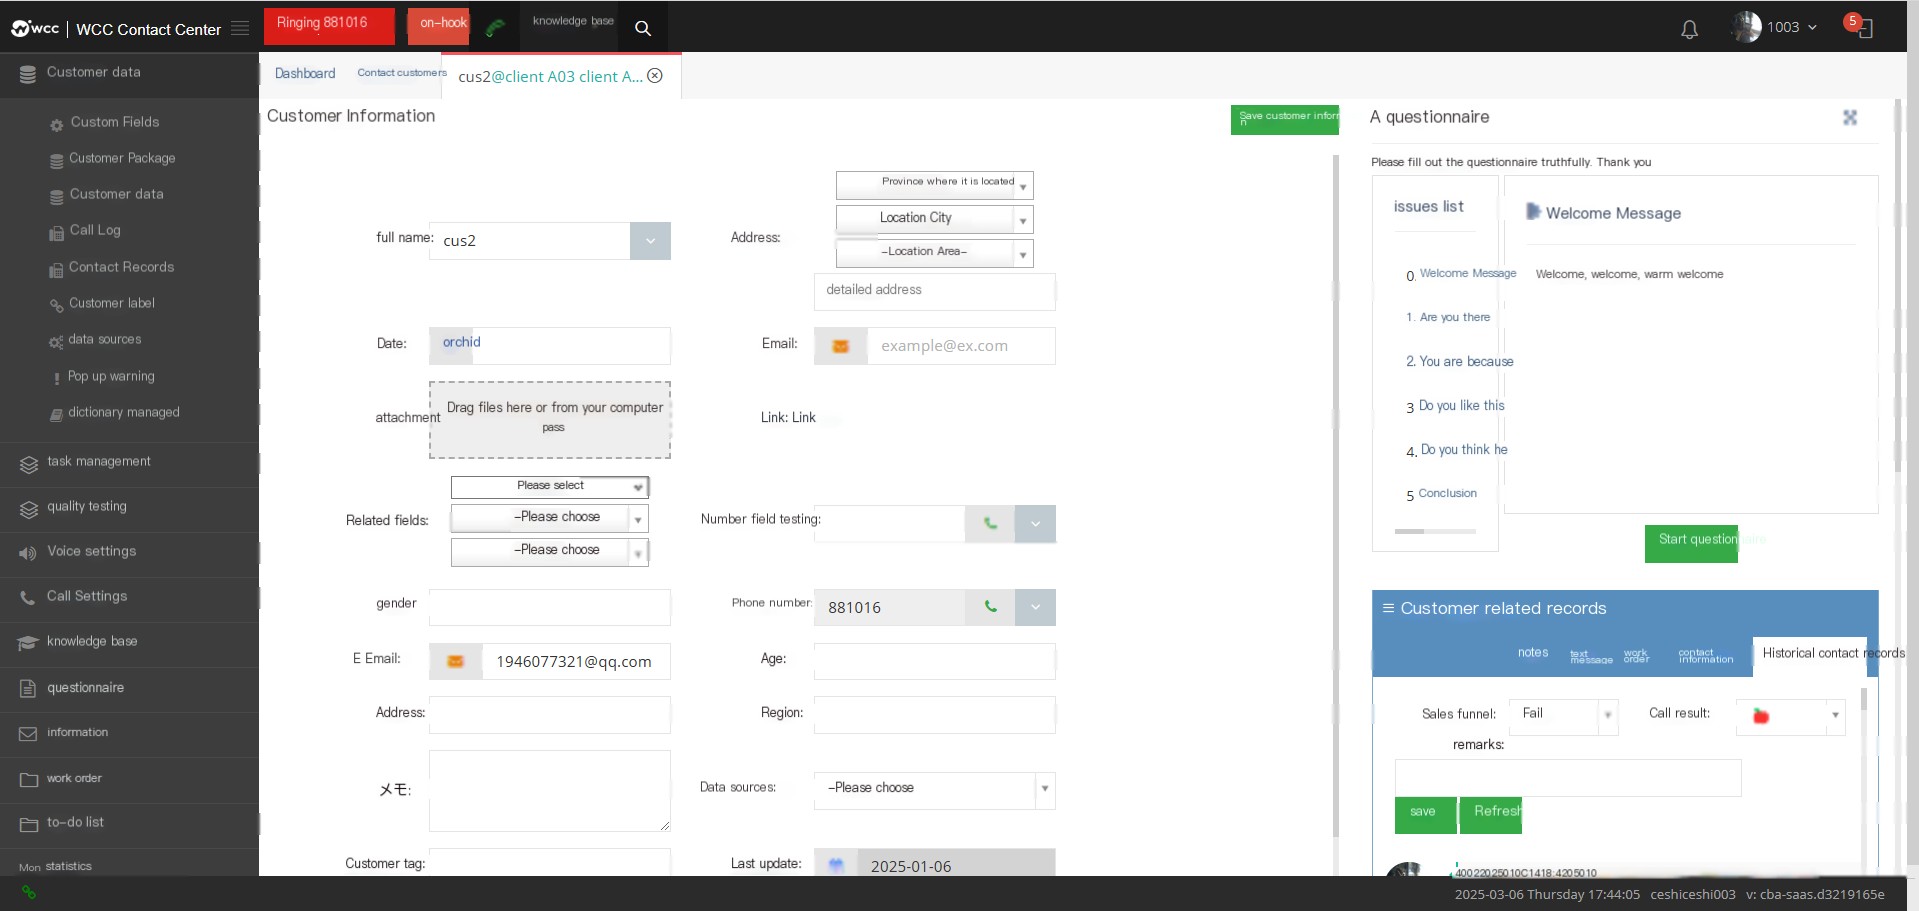 wcc | WCC Contact Center
Ringing 881016
on-hook
knowledge base
1003
5
Customer data
Custom Fields
Customer Package
Customer data
Call Log
Contact Records
Customer label
data sources
Pop up warning
dictionary managed
task management
quality testing
Voice settings
Call Settings
knowledge base
questionnaire
information
work order
to-do list
Mon statistics
Dashboard
Contact customers
cus2@client A03 client A...
Customer Information
Save customer infor
n
full name:
cus2
Address:
Province where it is located
Location City
-Location Area-
detailed address
Date:
orchid
Email:
example@ex.com
attachment
Drag files here or from your computer
pass
Link: Link
Related fields:
Please select
-Please choose
-Please choose
Number field testing:
gender
Phone number:
881016
E Email:
1946077321@qq.com
Age:
Address:
Region:
メモ:
Data sources:
-Please choose
Customer tag:
Last update:
2025-01-06
A questionnaire
Please fill out the questionnaire truthfully. Thank you
issues list
0. Welcome Message
1. Are you there
2. You are because
3 Do you like this
4. Do you think he
5 Conclusion
Welcome Message
Welcome, welcome, warm welcome
Start questionnaire
Customer related records
notes
text message
work order
contact information
Historical contact records
Sales funnel:
Fail
Call result:
remarks:
save
Refresh
40022025010C1418:4205010
2025-03-06 Thursday 17:44:05 ceshiceshi003 v: cba-saas.d3219165e